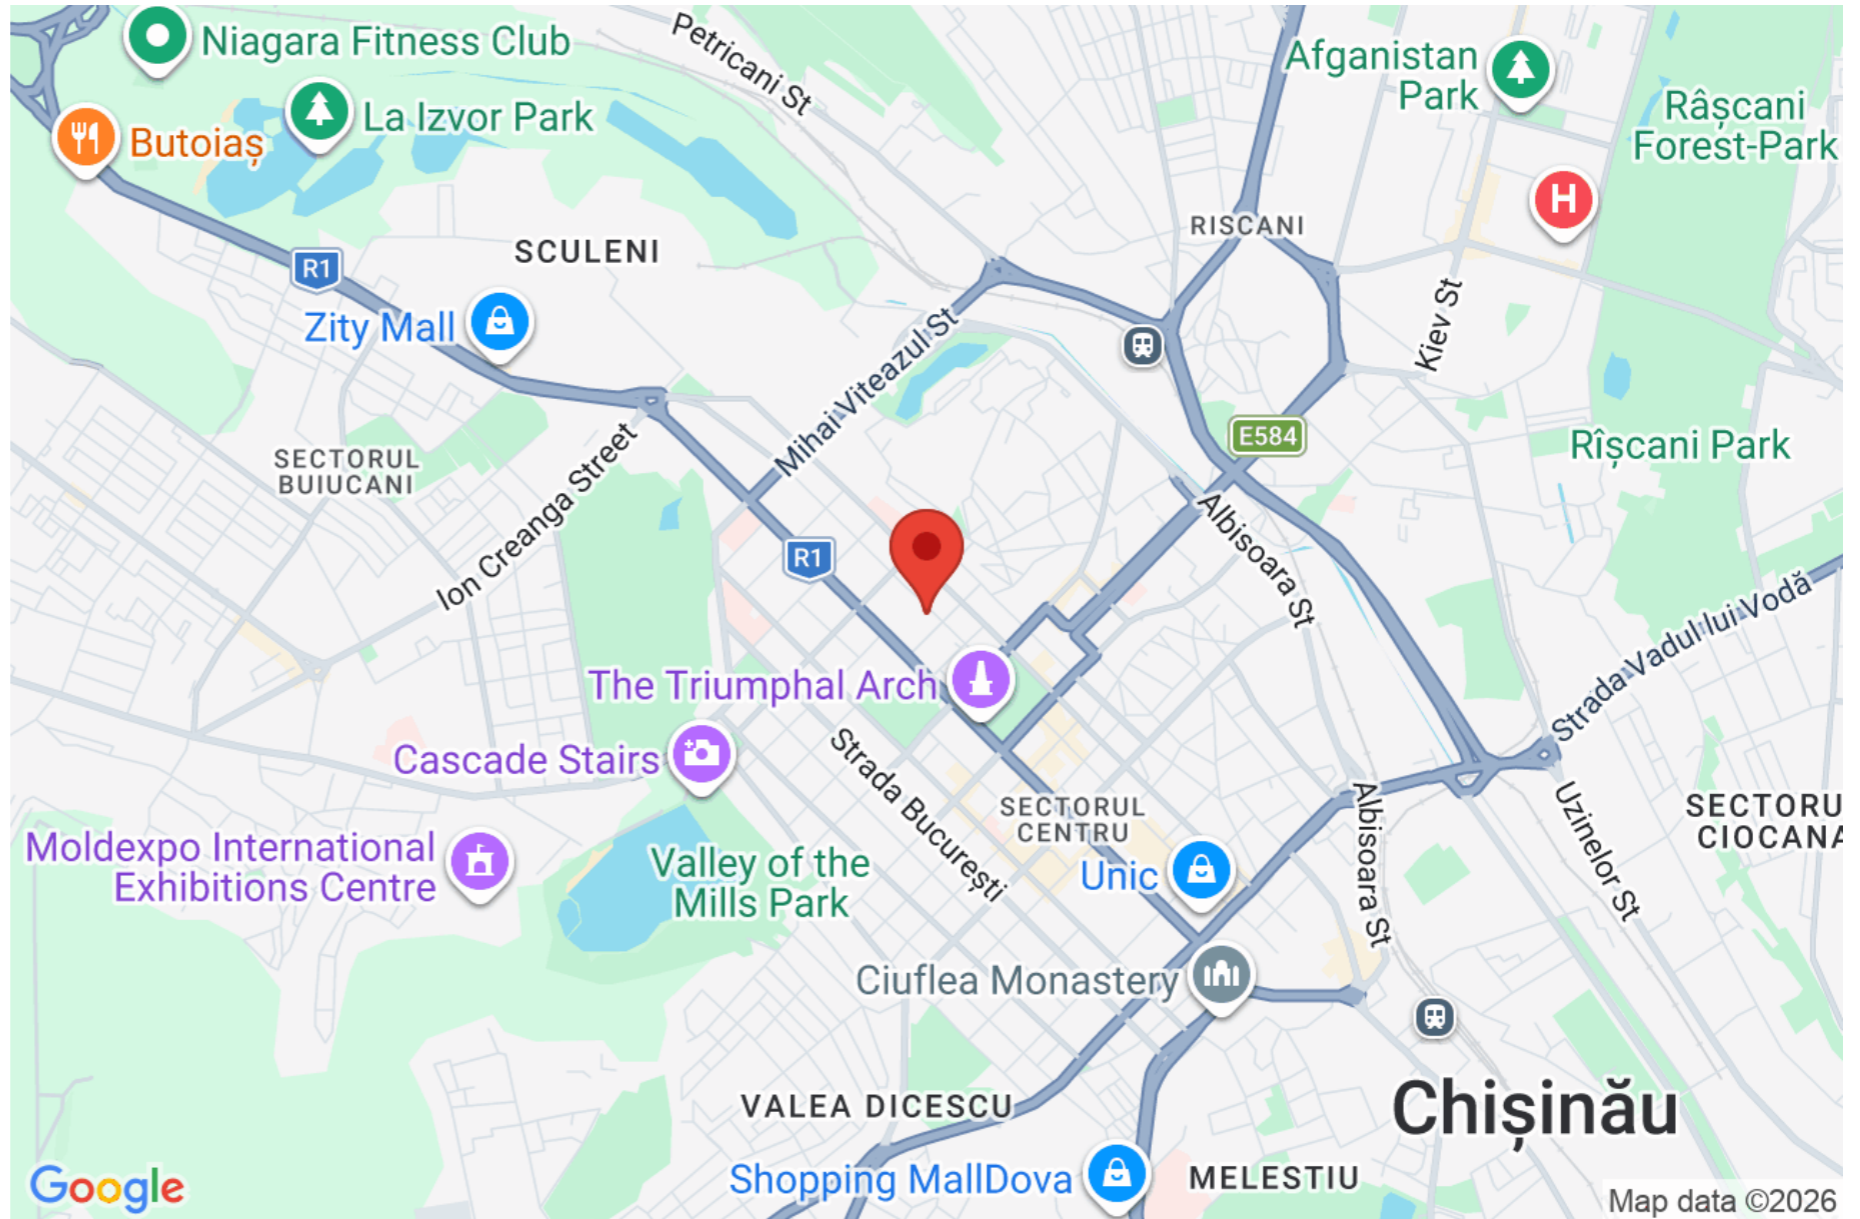 Niagara Fitness Club
Petricani St
Afganistan
Park
Râșcani
Forest-Park
La Izvor Park
Butoiaș
H
RISCANI
SCULENI
R1
Zity Mall
Kiev St
Mihai Viteazul St
E584
Rîșcani Park
SECTORUL
BUIUCANI
Ion Creanga Street
R1
Albisoara St
Strada Vadul lui Vodă
The Triumphal Arch
Cascade Stairs
Strada București
SECTORUL
CENTRU
Albisoara St
Uzinelor St
SECTORU
CIOCANA
Moldexpo International
Exhibitions Centre
Valley of the
Mills Park
Unic
Ciuflea Monastery
VALEA DICESCU
Chișinău
Shopping MallDova
MELESTIU
Google
Map data ©2026